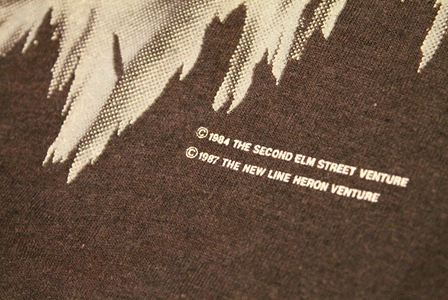 © 1984 THE SECOND ELM STREET VENTURE
© 1987 THE NEW LINE HERON VENTURE